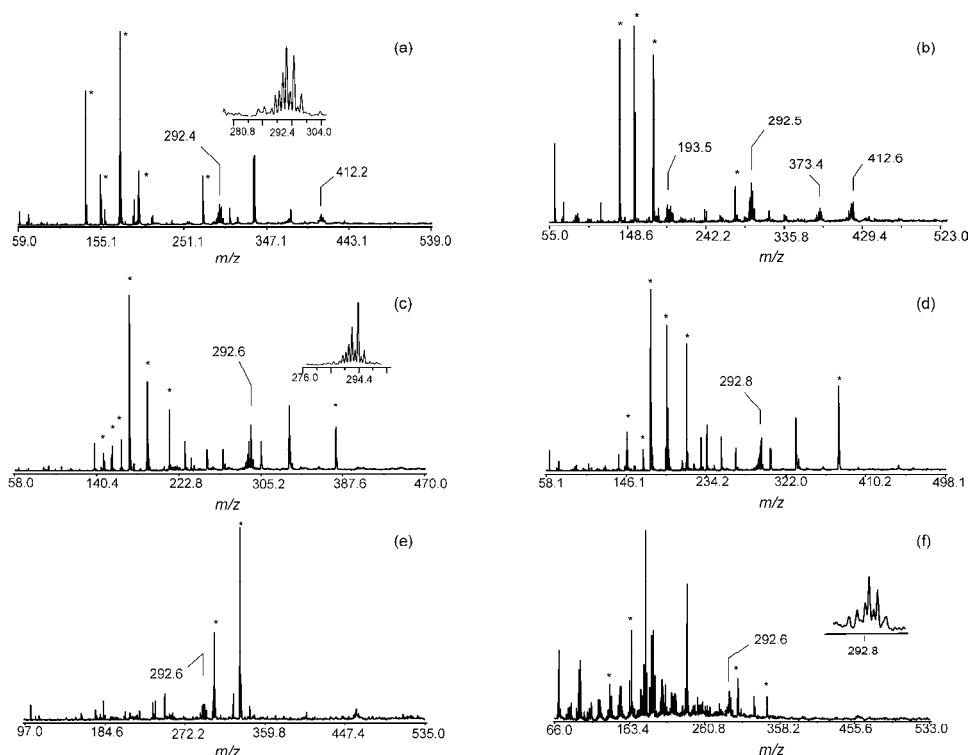 (a)
292.4
412.2
280.8 292.4 304.0
59.0 155.1 251.1 347.1 443.1 539.0
m/z
(b)
193.5
292.5
373.4
412.6
55.0 148.6 242.2 335.8 429.4 523.0
m/z
(c)
292.6
276.0 294.4
58.0 140.4 222.8 305.2 387.6 470.0
m/z
(d)
292.8
58.1 146.1 234.2 322.0 410.2 498.1
m/z
(e)
292.6
97.0 184.6 272.2 359.8 447.4 535.0
m/z
(f)
292.6
292.8
66.0 163.4 260.8 358.2 455.6 533.0
m/z